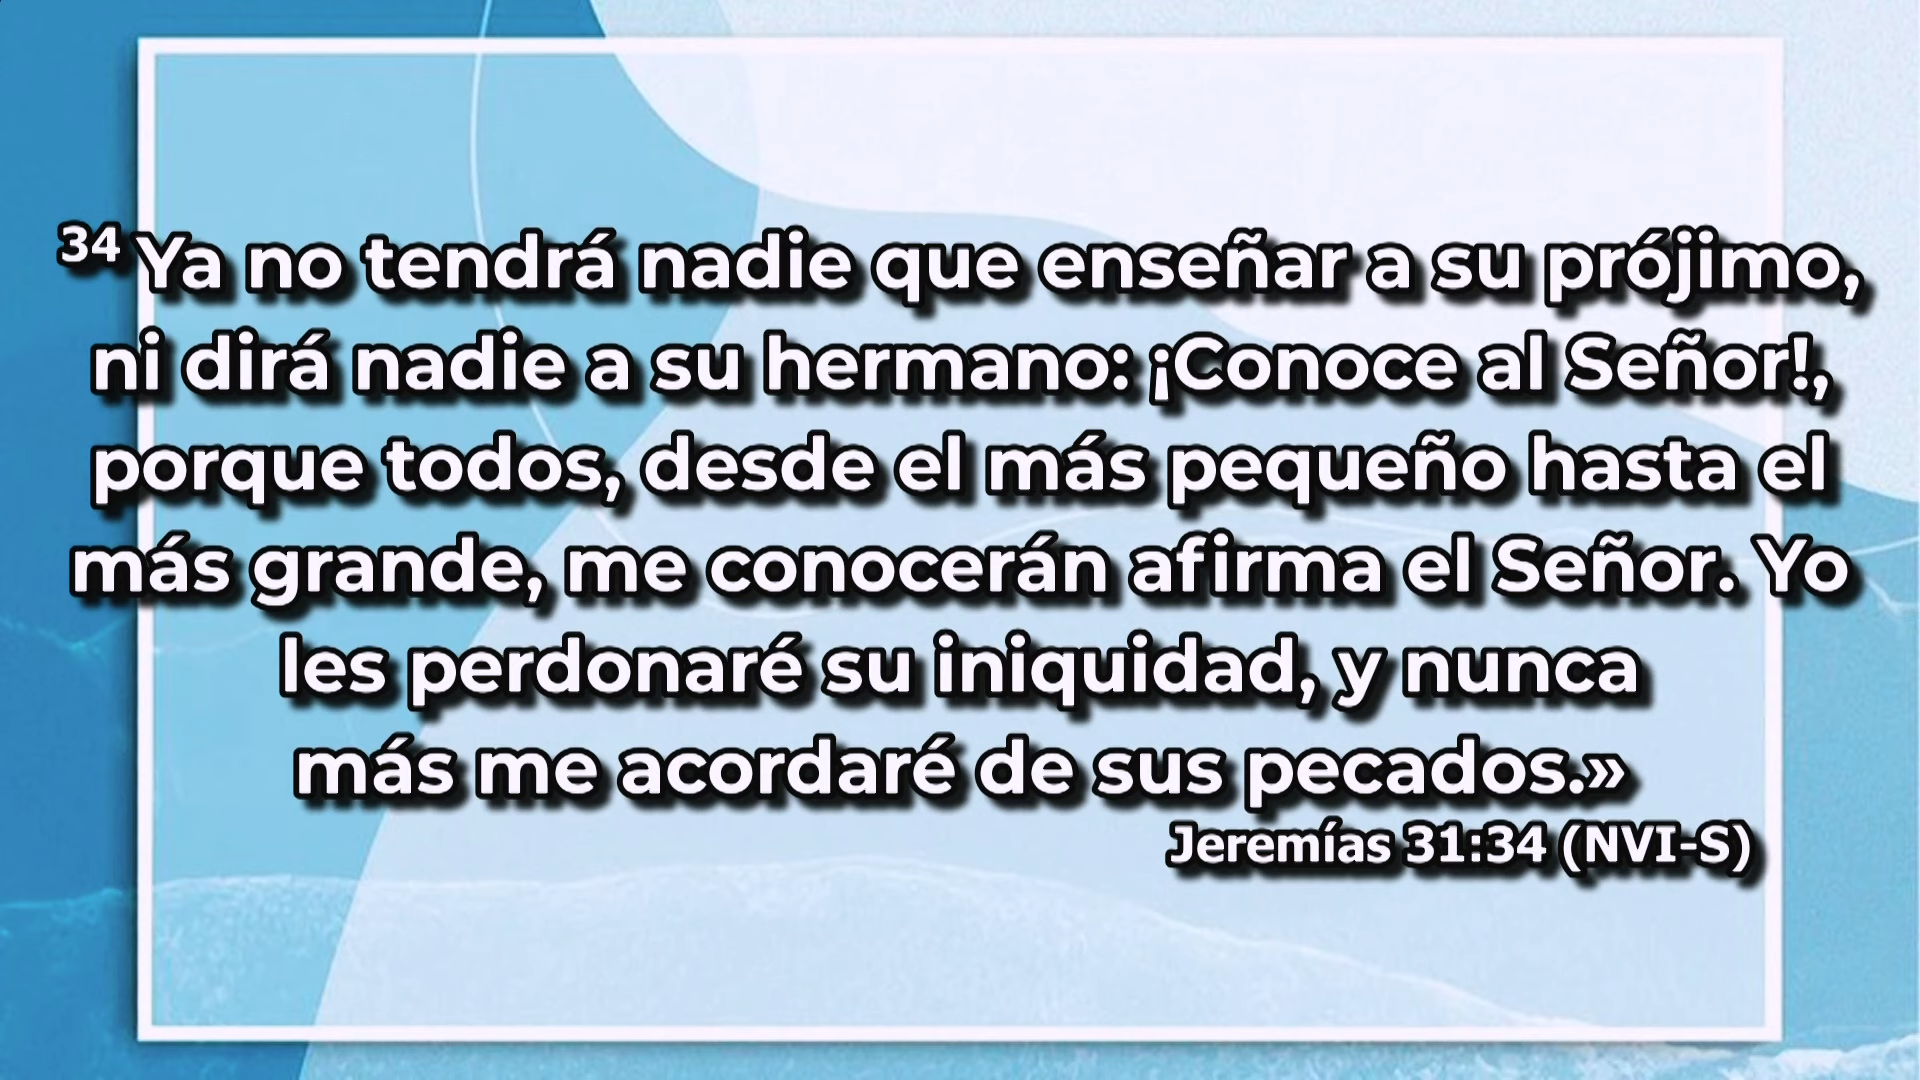 34 Ya no tendrá nadie que enseñar a su prójimo,
ni dirá nadie a su hermano: ¡Conoce al Señor!,
porque todos, desde el más pequeño hasta el
más grande, me conocerán afirma el Señor. Yo
les perdonaré su iniquidad, y nunca
más me acordaré de sus pecados.»
Jeremías 31:34 (NVI-S)